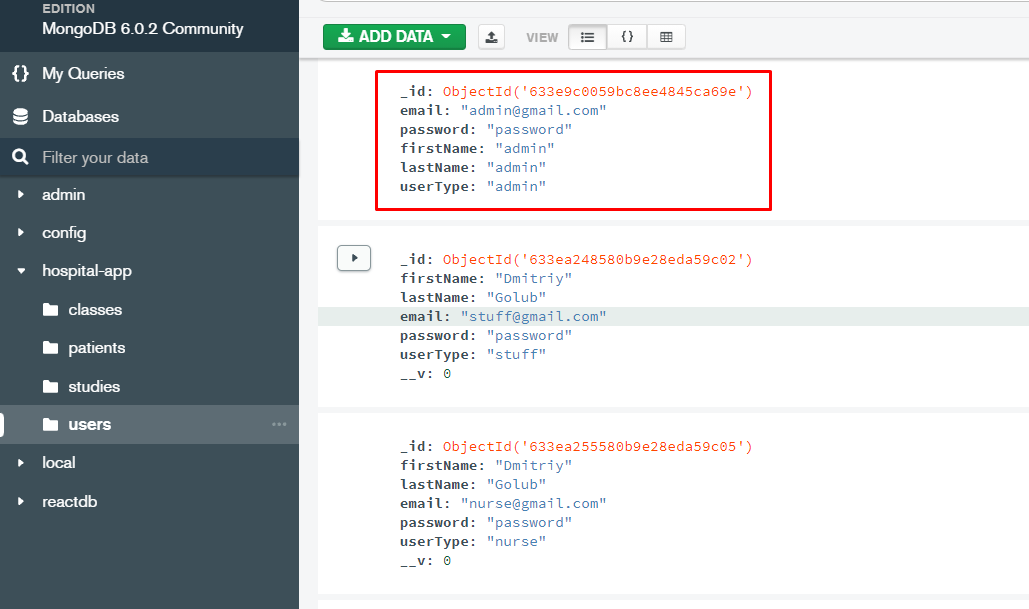 EDITION
MongoDB 6.0.2 Community
{} My Queries
Databases
Filter your data
admin
config
hospital-app
classes
patients
studies
users
local
reactdb
ADD DATA
VIEW
{}
_id: ObjectId('633e9c0059bc8ee4845ca69e')
email: "admin@gmail.com"
password: "password"
firstName: "admin"
lastName: "admin"
userType: "admin"
_id: ObjectId('633ea248580b9e28eda59c02')
firstName: "Dmitriy"
lastName: "Golub"
email: "stuff@gmail.com"
password: "password"
userType: "stuff"
__v: 0
_id: ObjectId('633ea255580b9e28eda59c05')
firstName: "Dmitriy"
lastName: "Golub"
email: "nurse@gmail.com"
password: "password"
userType: "nurse"
__v: 0